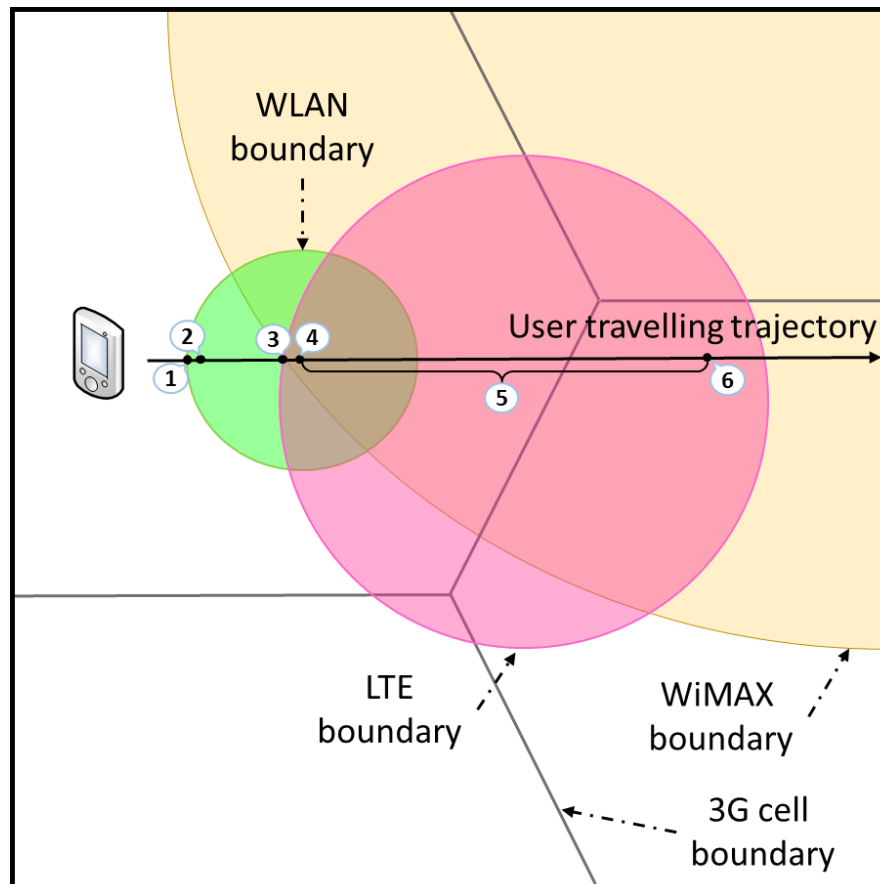 WLAN
boundary
User travelling trajectory
2
3
4
1
5
6
LTE
boundary
WiMAX
boundary
3G cell
boundary